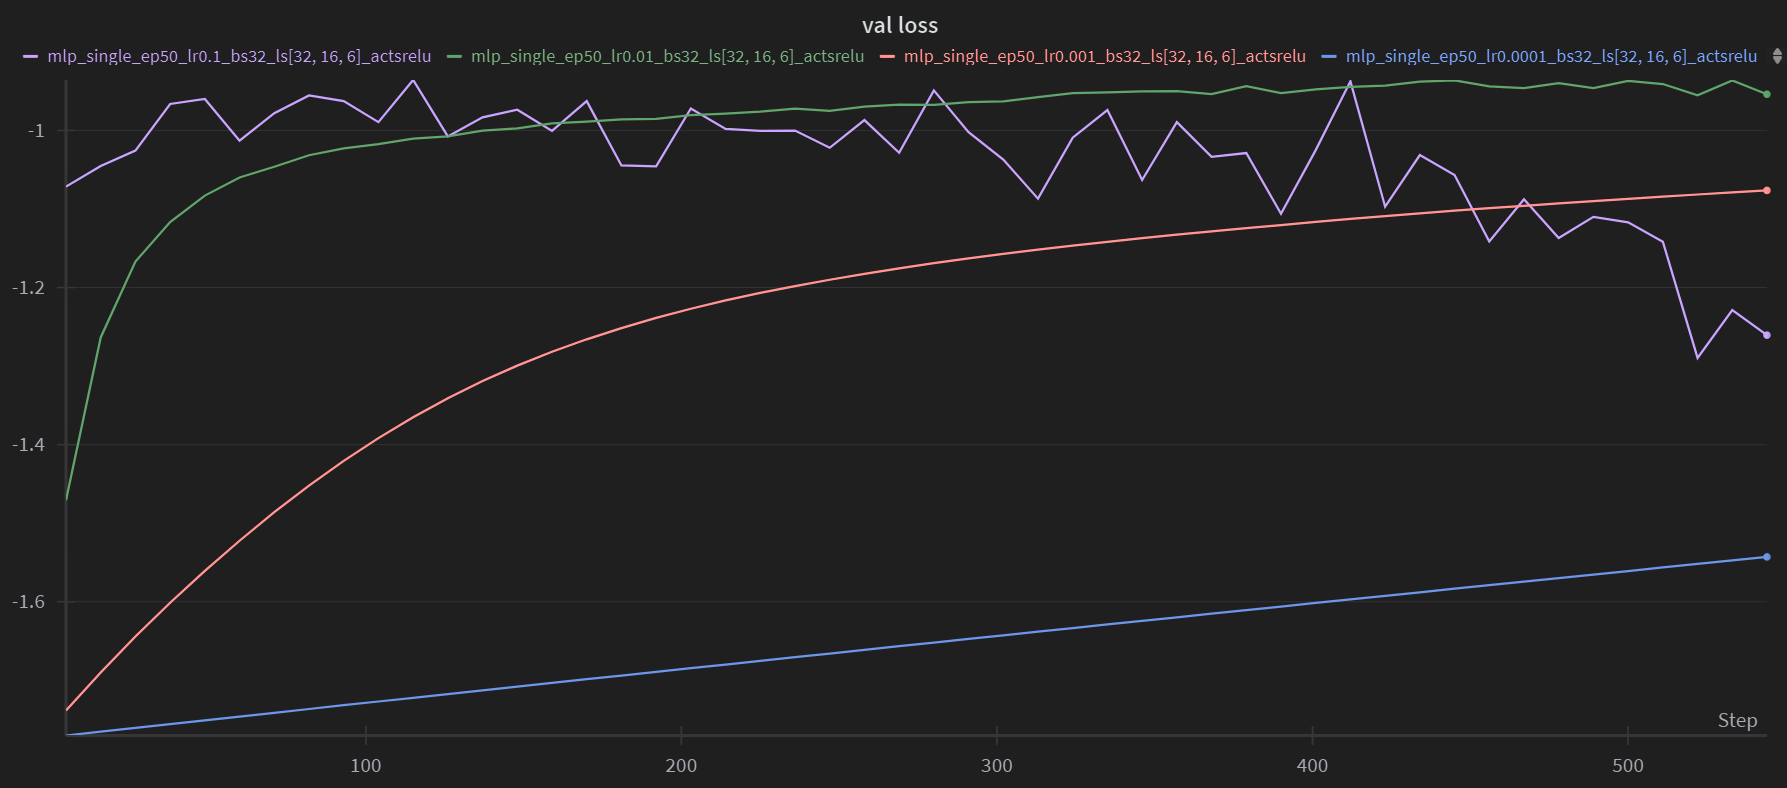 val loss
mlp_single_ep50_lr0.1_bs32_ls[32, 16, 6]_actsrelu mlp_single_ep50_lr0.01_bs32_ls[32, 16, 6]_actsrelu mlp_single_ep50_lr0.001_bs32_ls[32, 16, 6]_actsrelu mlp_single_ep50_lr0.0001_bs32_ls[32, 16, 6]_actsrelu
-1
-1.2
-1.4
-1.6
Step
100 200 300 400 500